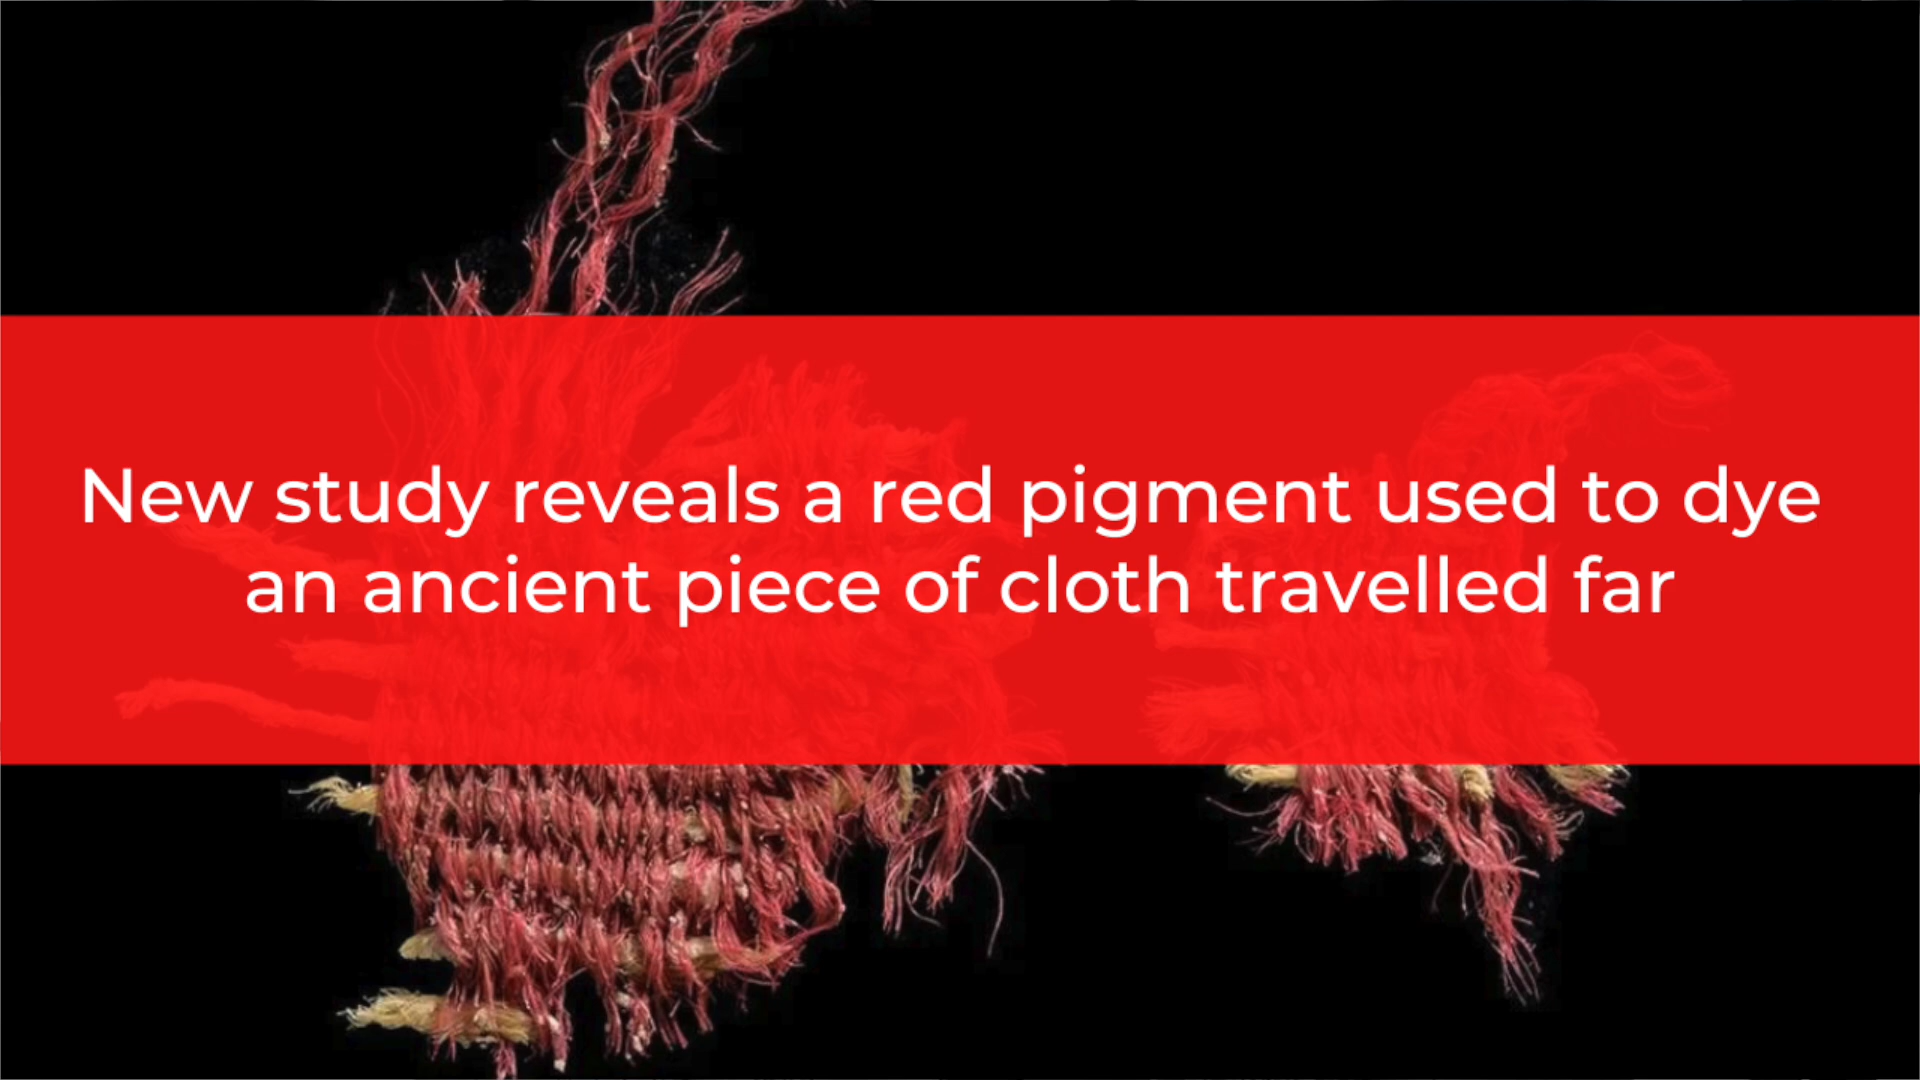 New study reveals a red pigment used to dye
an ancient piece of cloth travelled far